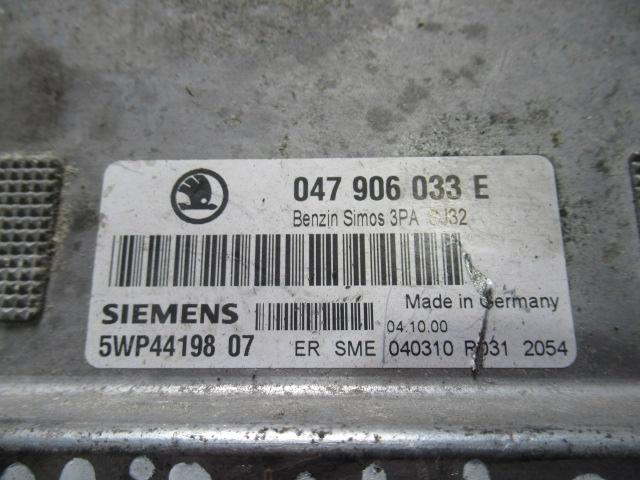 047 906 033 E
Benzin Simos 3PA
SIEMENS
Made in Germany
04.10.00
5WP44198 07
ER SME 040310 R031 2054